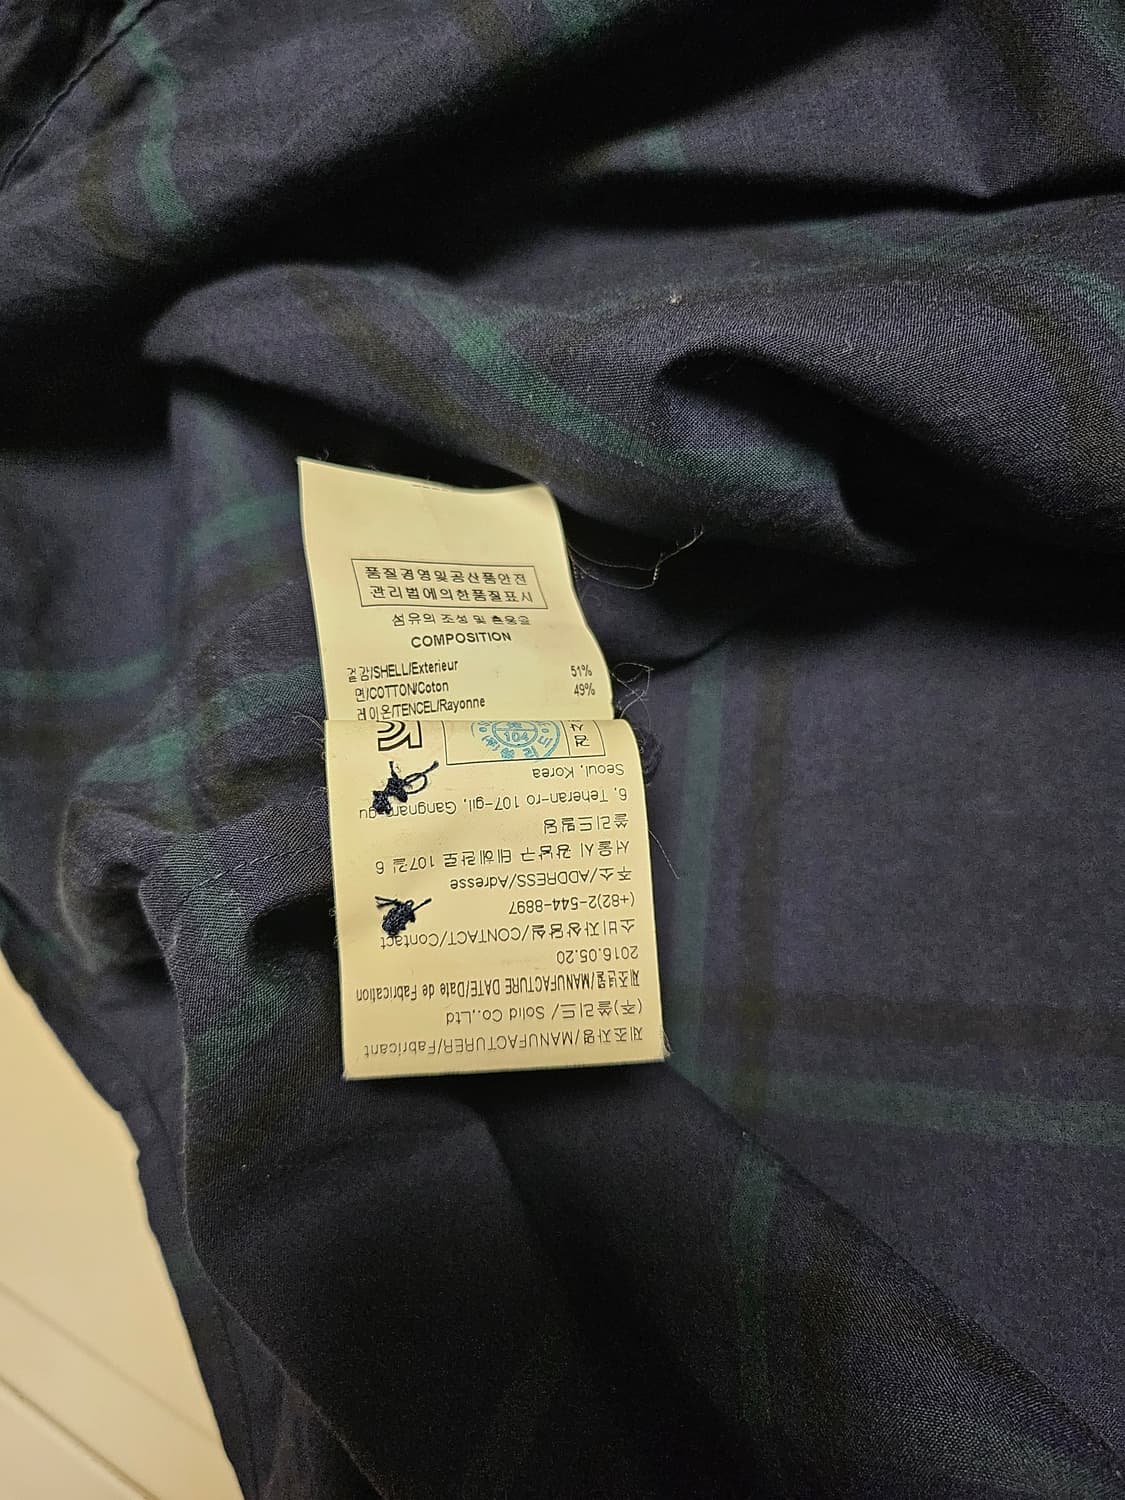 품질경영및공산품안전
관리법에의한품질표시
섬유의 조성 및 혼용율
COMPOSITION
겉감/SHELL/Exterieur
면/COTTON/Coton 51%
레이온/TENCEL/Rayonne 49%
제조자명/MANUFACTURER/Fabricant
(주)쏠리드/ Solid Co.,Ltd
제조년월/MANUFACTURE DATE/Date de Fabrication
2016.05.20
소비자상담실/CONTACT/Contact
(+82)2-544-8897
주소/ADDRESS/Adresse
서울시 강남구 테헤란로 107길 6
쏠리드빌딩
6, Teheran-ro 107-gil, Gangnam-gu
Seoul, Korea
검사
104